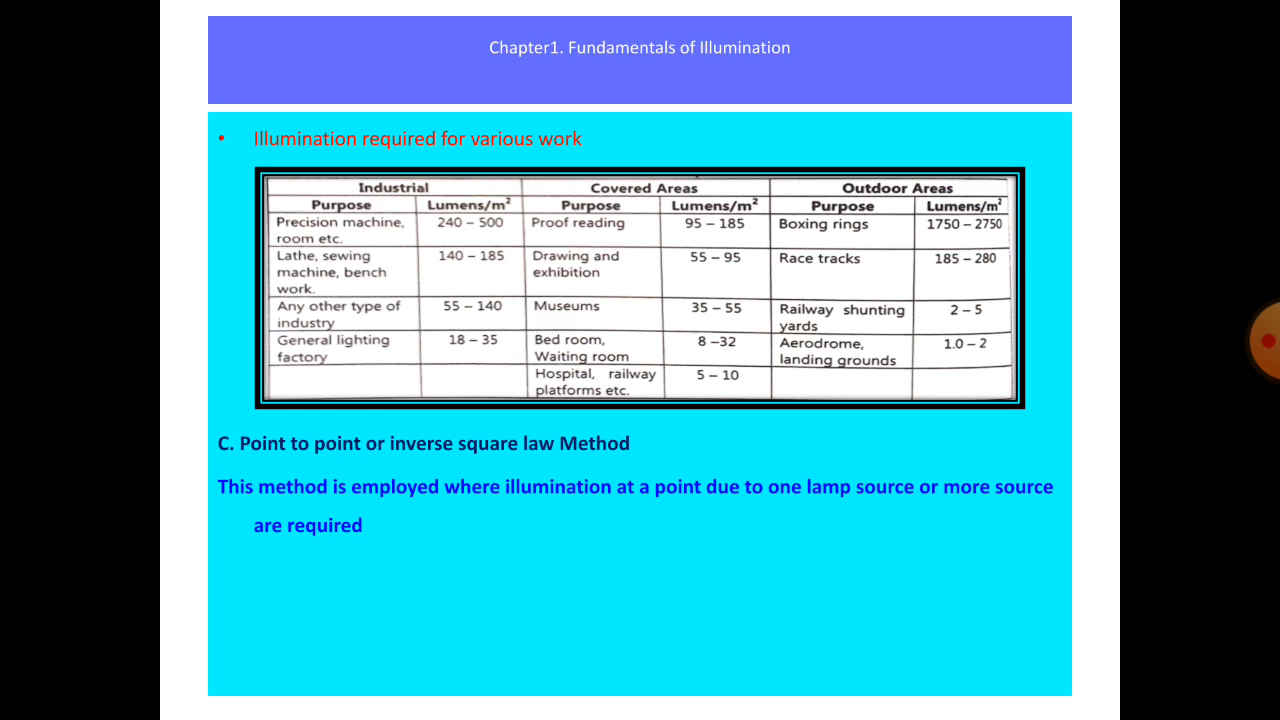 Chapter1. Fundamentals of Illumination
• Illumination required for various work
Industrial Covered Areas Outdoor Areas
Purpose Lumens/m² Purpose Lumens/m² Purpose Lumens/m²
Precision machine, 240 – 500 Proof reading 95 – 185 Boxing rings 1750 – 2750
room etc.
Lathe, sewing 140 – 185 Drawing and 55 – 95 Race tracks 185 – 280
machine, bench exhibition
work.
Any other type of 55 – 140 Museums 35 – 55 Railway shunting 2 – 5
industry yards
General lighting 18 – 35 Bed room, 8 –32 Aerodrome, 1.0 – 2
factory Waiting room landing grounds
Hospital, railway 5 – 10
platforms etc.
C. Point to point or inverse square law Method
This method is employed where illumination at a point due to one lamp source or more source
are required